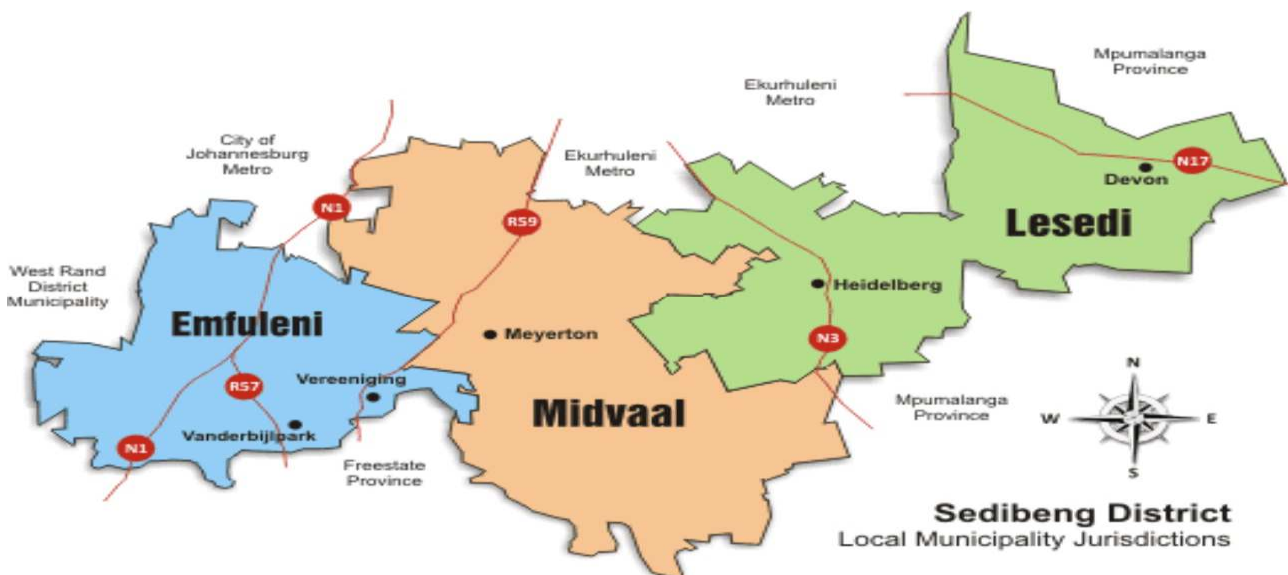 Mpumalanga
Province
Ekurhuleni
Metro
City of
Johannesburg
Metro
Ekurhuleni
Metro
N17
Devon
N1
R59
Lesedi
West Rand
District
Municipality
Heidelberg
Emfuleni
Meyerton
N3
Vereeniging
R57
Midvaal
Mpumalanga
Province
N
W
E
S
Vanderbijlpark
N1
Freestate
Province
Sedibeng District
Local Municipality Jurisdictions